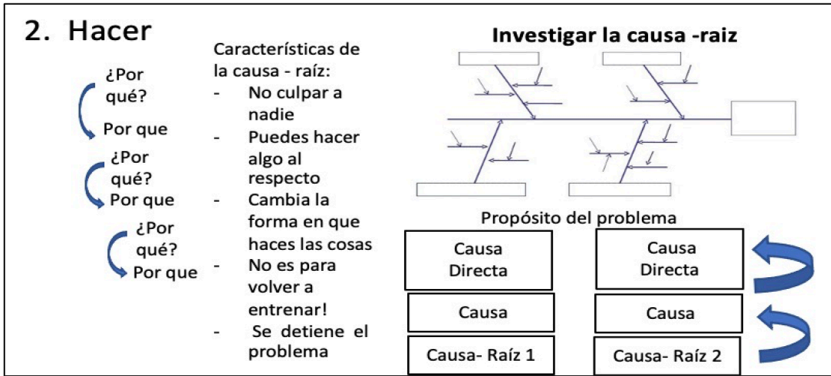 2. Hacer
¿Por
qué?
Por que
¿Por
qué?
Por que
¿Por
qué?
Por que
Características de
la causa - raíz:
- No culpar a
nadie
- Puedes hacer
algo al
respecto
- Cambia la
forma en que
haces las cosas
- No es para
volver a
entrenar!
- Se detiene el
problema
Investigar la causa -raiz
Propósito del problema
Causa
Directa
Causa
Causa- Raíz 1
Causa
Directa
Causa
Causa- Raíz 2